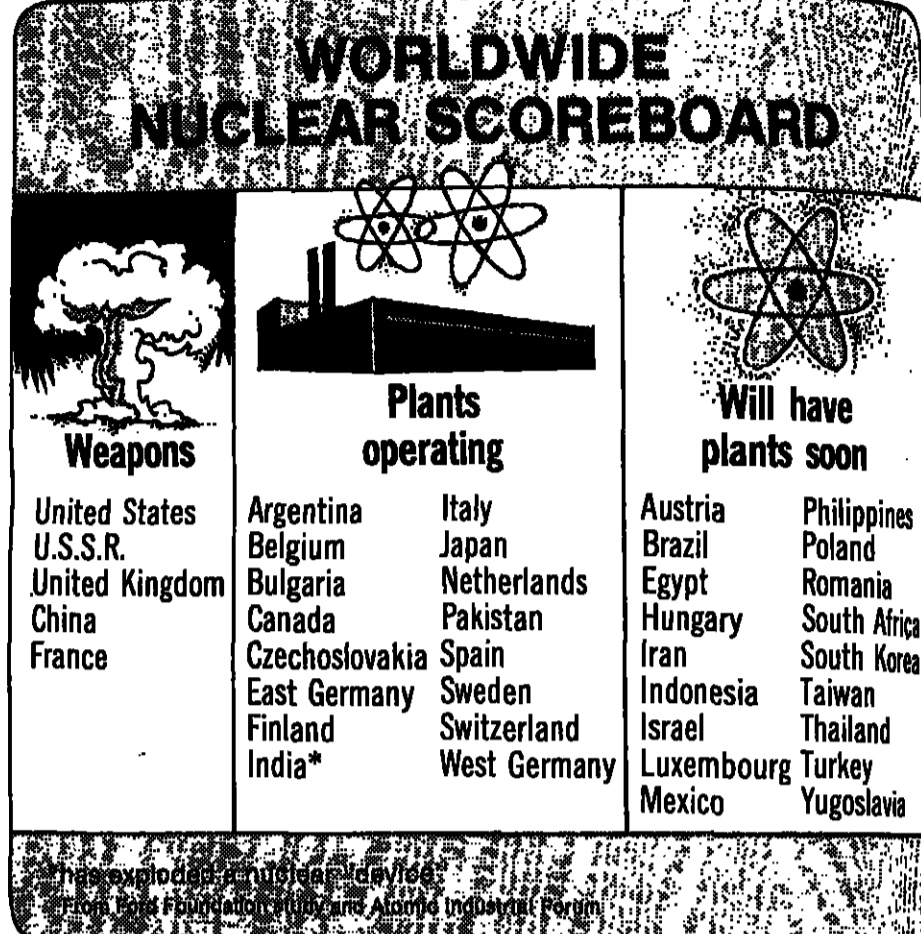 WORLDWIDE
NUCLEAR SCOREBOARD
Weapons
United States
U.S.S.R.
United Kingdom
China
France
Plants
operating
Argentina
Belgium
Bulgaria
Canada
Czechoslovakia
East Germany
Finland
India*
Italy
Japan
Netherlands
Pakistan
Spain
Sweden
Switzerland
West Germany
Will have
plants soon
Austria
Brazil
Egypt
Hungary
Iran
Indonesia
Israel
Luxembourg
Mexico
Philippines
Poland
Romania
South Africa
South Korea
Taiwan
Thailand
Turkey
Yugoslavia
*has exploded a nuclear "device"
From Ford Foundation study and Atomic Industrial Forum